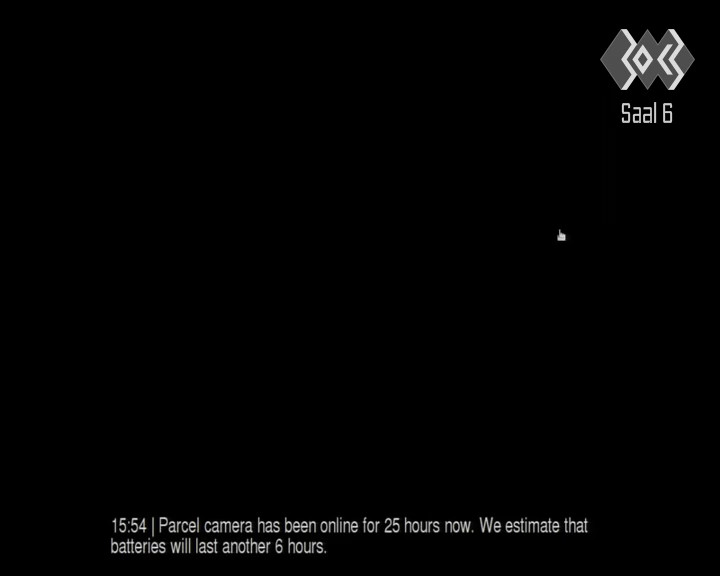 30C3
Saal 6
15:54 | Parcel camera has been online for 25 hours now. We estimate that
batteries will last another 6 hours.